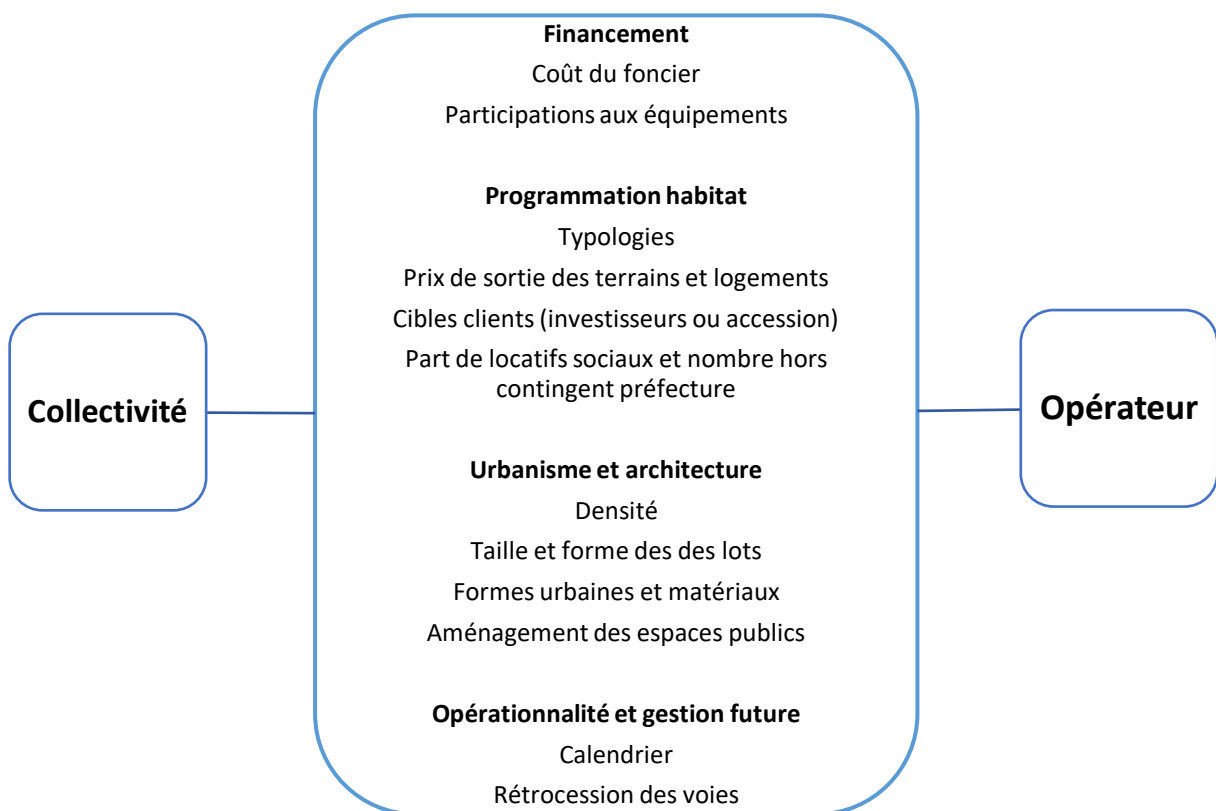 Financement
Coût du foncier
Participations aux équipements
Programmation habitat
Typologies
Prix de sortie des terrains et logements
Cibles clients (investisseurs ou accession)
Part de locatifs sociaux et nombre hors
contingent préfecture
Collectivité
Opérateur
Urbanisme et architecture
Densité
Taille et forme des des lots
Formes urbaines et matériaux
Aménagement des espaces publics
Opérationnalité et gestion future
Calendrier
Rétrocession des voies